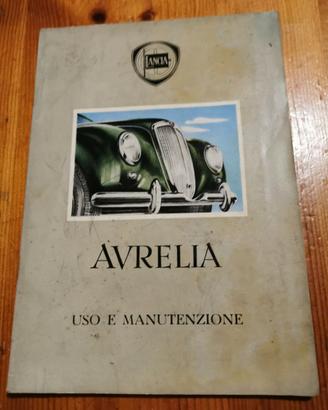 LANCIA
AVRELIA
USO E MANUTENZIONE